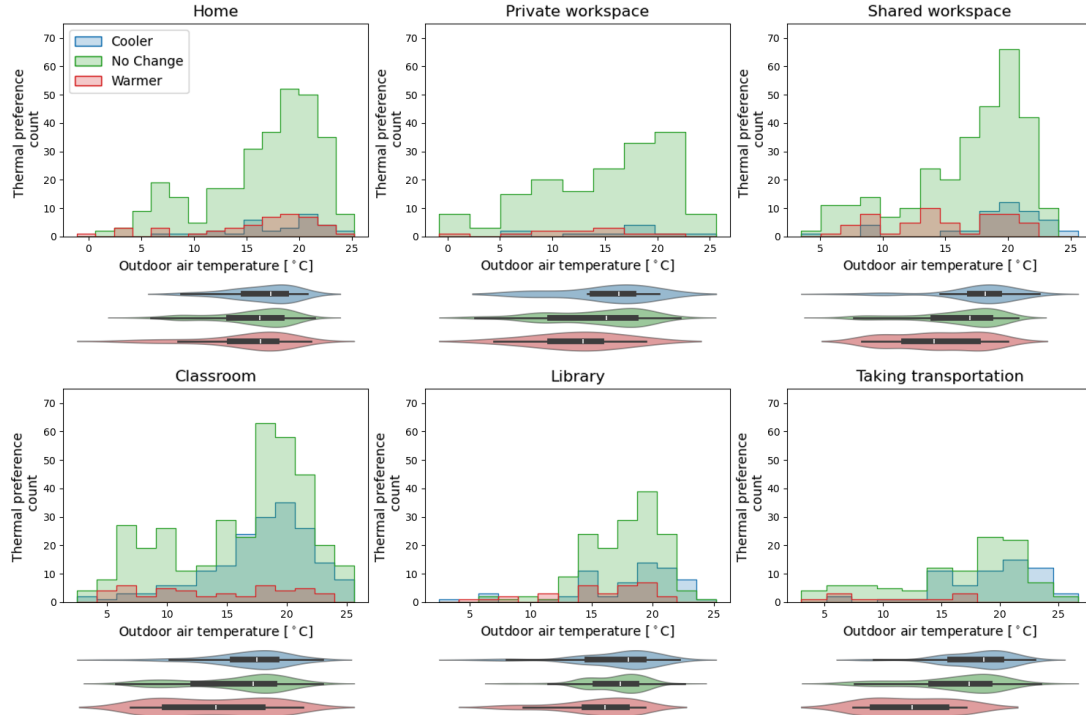 Home
Private workspace
Shared workspace
70
60
50
40
30
20
10
0
Cooler
No Change
Warmer
Thermal preference
count
0 5 10 15 20 25
Outdoor air temperature [ °C]
70
60
50
40
30
20
10
0
Thermal preference
count
0 5 10 15 20 25
Outdoor air temperature [ °C]
70
60
50
40
30
20
10
0
Thermal preference
count
5 10 15 20 25
Outdoor air temperature [ °C]
Classroom
Library
Taking transportation
70
60
50
40
30
20
10
0
Thermal preference
count
5 10 15 20 25
Outdoor air temperature [ °C]
70
60
50
40
30
20
10
0
Thermal preference
count
5 10 15 20 25
Outdoor air temperature [ °C]
70
60
50
40
30
20
10
0
Thermal preference
count
5 10 15 20 25
Outdoor air temperature [ °C]